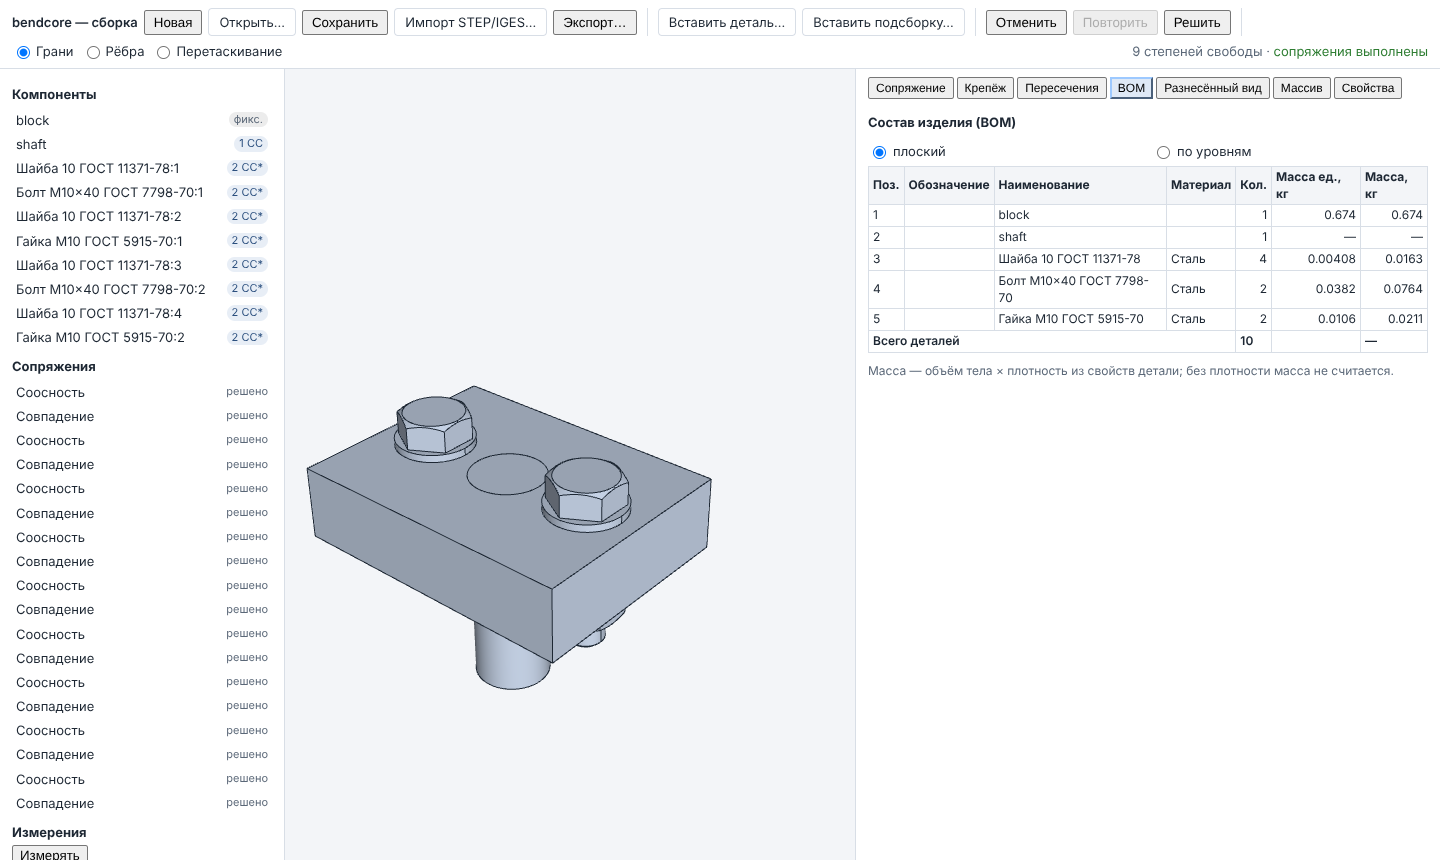 bendcore — сборка Новая Открыть... Сохранить Импорт STEP/IGES... Экспорт... Вставить деталь... Вставить подсборку... Отменить Повторить Решить
Грани Рёбра Перетаскивание 9 степеней свободы · сопряжения выполнены
Компоненты
block фикс.
shaft 1 СС
Шайба 10 ГОСТ 11371-78:1 2 СС*
Болт М10×40 ГОСТ 7798-70:1 2 СС*
Шайба 10 ГОСТ 11371-78:2 2 СС*
Гайка М10 ГОСТ 5915-70:1 2 СС*
Шайба 10 ГОСТ 11371-78:3 2 СС*
Болт М10×40 ГОСТ 7798-70:2 2 СС*
Шайба 10 ГОСТ 11371-78:4 2 СС*
Гайка М10 ГОСТ 5915-70:2 2 СС*
Сопряжения
Соосность решено
Совпадение решено
Соосность решено
Совпадение решено
Соосность решено
Совпадение решено
Соосность решено
Совпадение решено
Соосность решено
Совпадение решено
Соосность решено
Совпадение решено
Соосность решено
Совпадение решено
Соосность решено
Совпадение решено
Соосность решено
Совпадение решено
Измерения
Измерять
Сопряжение Крепёж Пересечения BOM Разнесённый вид Массив Свойства
Состав изделия (BOM)
плоский по уровням
Поз. Обозначение Наименование Материал Кол. Масса ед., кг Масса, кг
1 block 1 0.674 0.674
2 shaft 1 — —
3 Шайба 10 ГОСТ 11371-78 Сталь 4 0.00408 0.0163
4 Болт М10×40 ГОСТ 7798-70 Сталь 2 0.0382 0.0764
5 Гайка М10 ГОСТ 5915-70 Сталь 2 0.0106 0.0211
Всего деталей 10 —
Масса — объём тела × плотность из свойств детали; без плотности масса не считается.